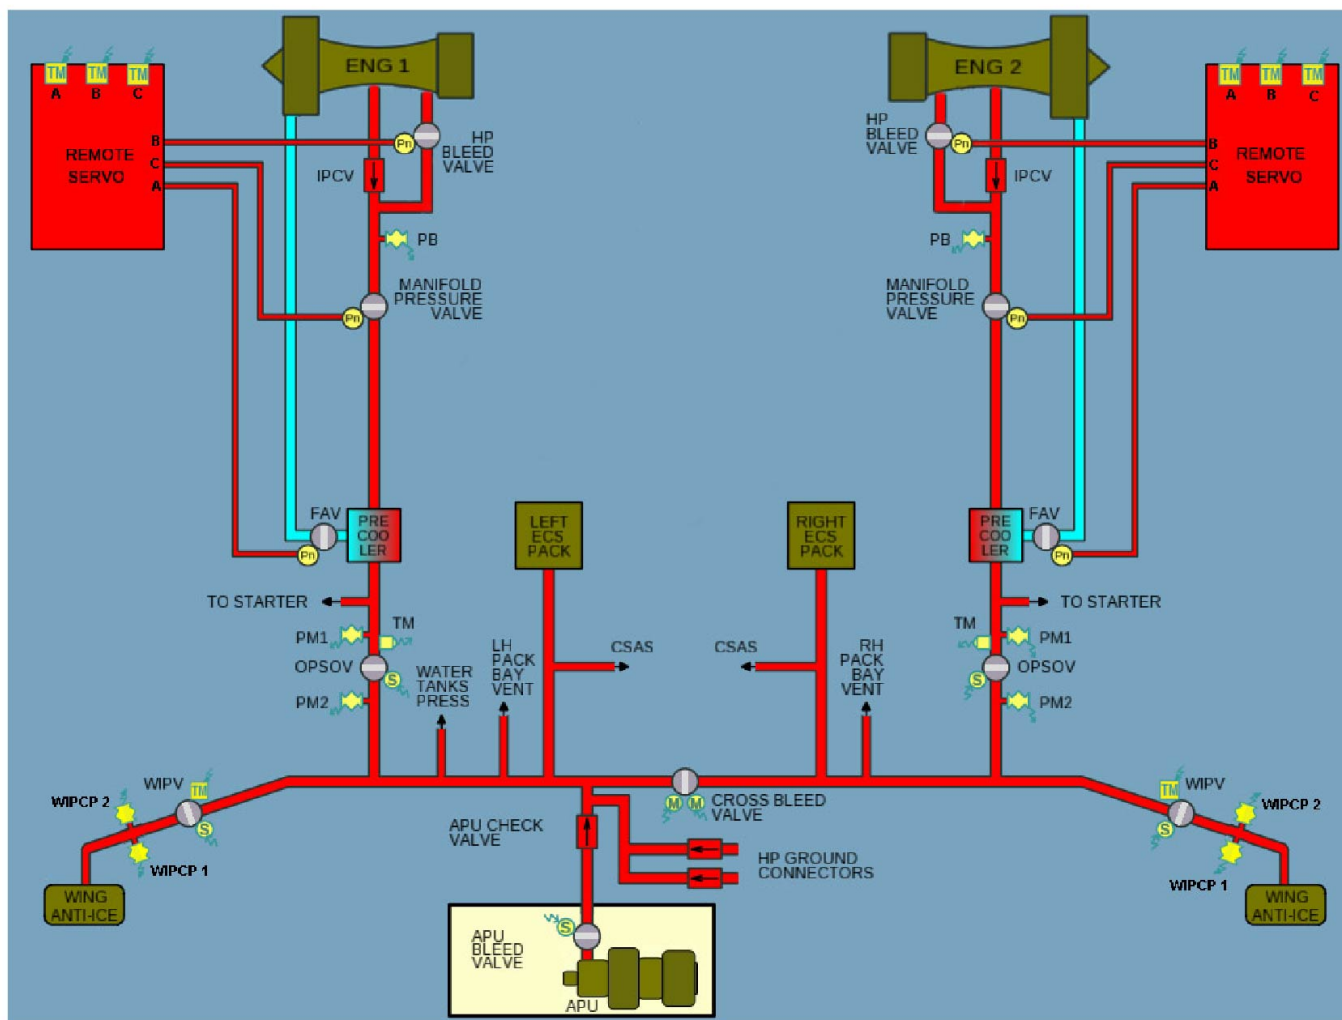 ENG 1
ENG 2
TM
TM
TM
A
B
C
TM
TM
TM
A
B
C
REMOTE
SERVO
B
C
A
Pn
HP
BLEED
VALVE
HP
BLEED
VALVE
Pn
B
C
A
REMOTE
SERVO
IPCV
IPCV
PB
PB
MANIFOLD
PRESSURE
VALVE
Pn
MANIFOLD
PRESSURE
VALVE
Pn
FAV
Pn
PRE
COO
LER
LEFT
ECS
PACK
RIGHT
ECS
PACK
PRE
COO
LER
FAV
Pn
TO STARTER
TO STARTER
PM1
TM
OPSOV
S
PM2
WATER
TANKS
PRESS
LH
PACK
BAY
VENT
CSAS
CSAS
RH
PACK
BAY
VENT
TM
PM1
OPSOV
S
PM2
WIPV
TM
S
WIPCP 2
WIPCP 1
WING
ANTI-ICE
APU CHECK
VALVE
M
M
CROSS BLEED
VALVE
HP GROUND
CONNECTORS
TM
WIPV
S
WIPCP 2
WIPCP 1
WING
ANTI-ICE
S
APU
BLEED
VALVE
APU